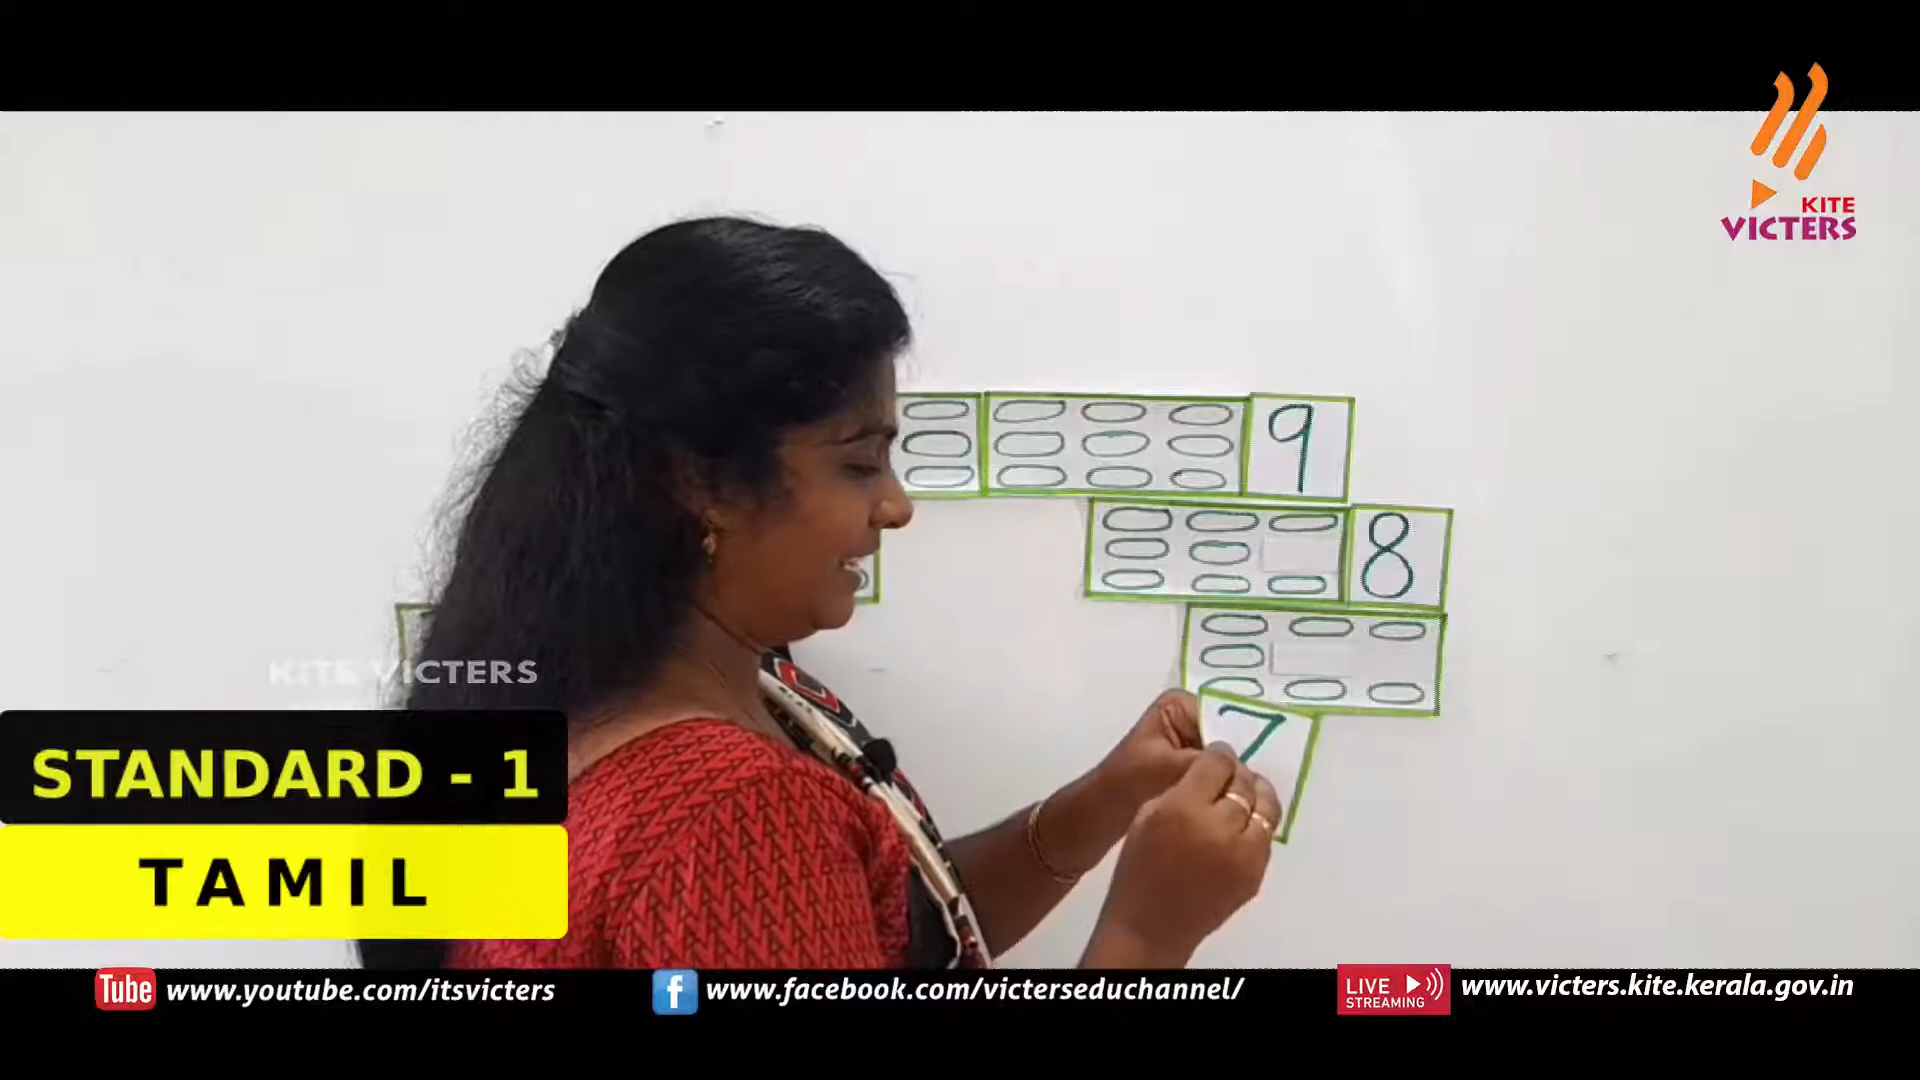 KITE
VICTERS
9
8
7
KITE VICTERS
STANDARD - 1
TAMIL
Tube www.youtube.com/itsvicters
f www.facebook.com/victerseduchannel/
LIVE STREAMING www.victers.kite.kerala.gov.in